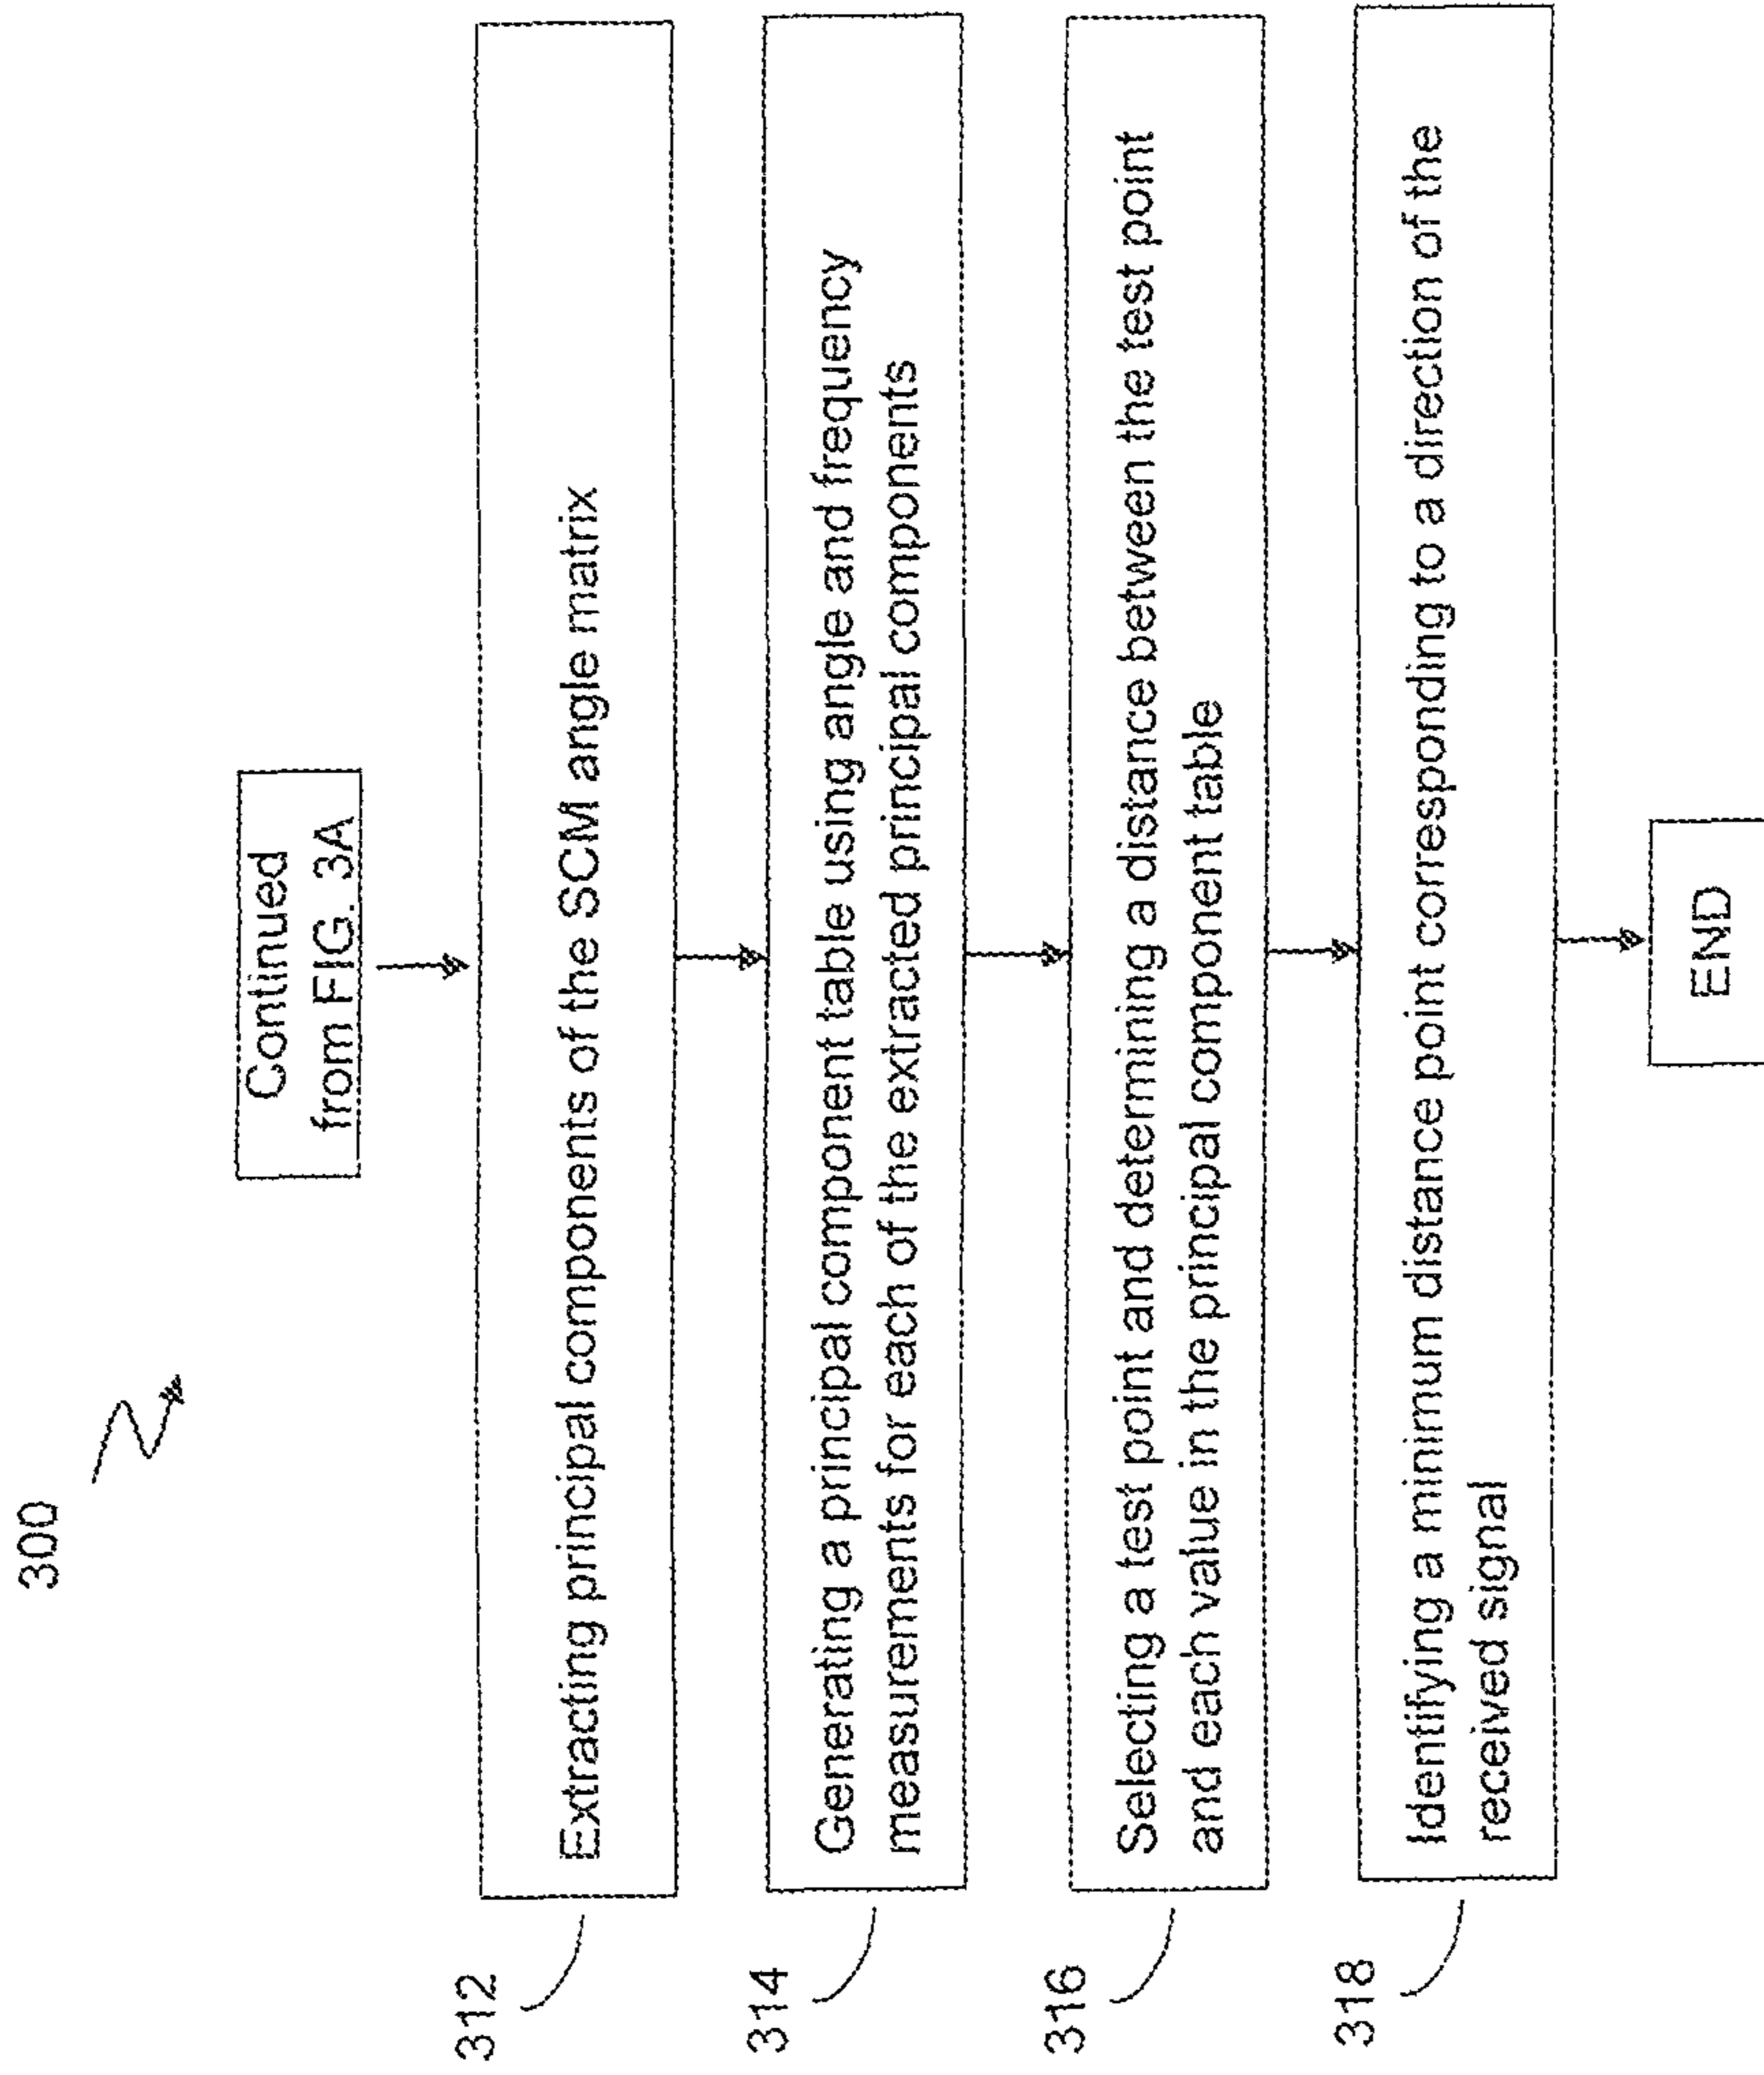 300
Continued
from FIG. 3A
312
Extracting principal components of the SCM angle matrix
314
Generating a principal component table using angle and frequency
measurements for each of the extracted principal components
316
Selecting a test point and determining a distance between the test point
and each value in the principal component table
318
Identifying a minimum distance point corresponding to a direction of the
received signal
END